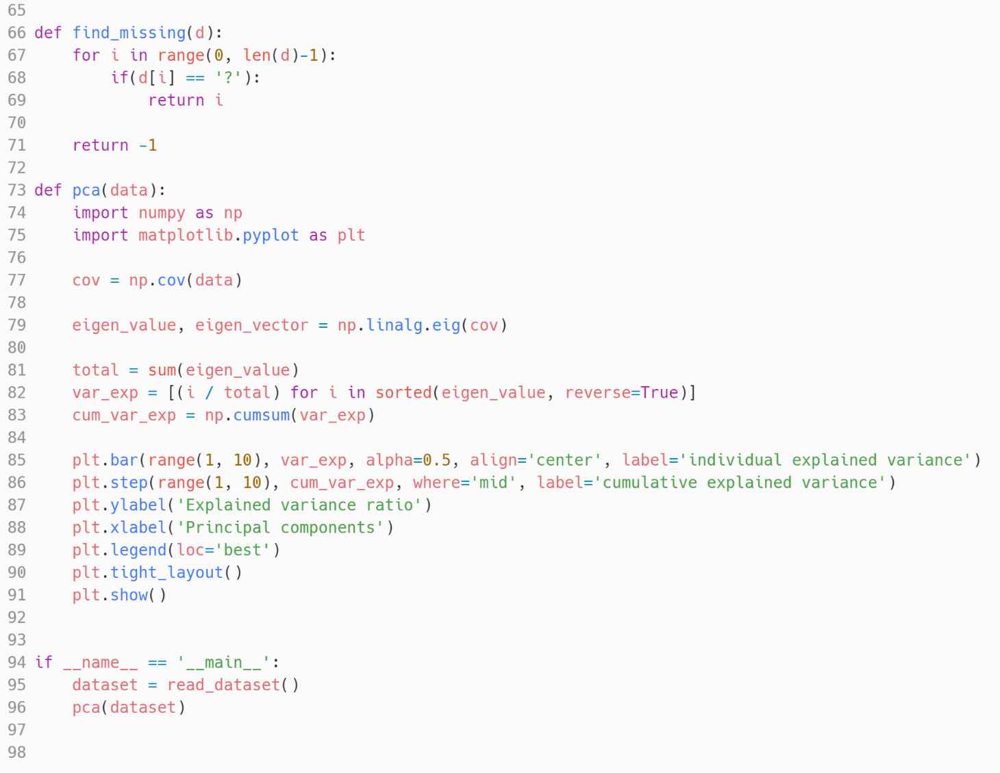 65
66 def find_missing(d):
67     for i in range(0, len(d)-1):
68         if(d[i] == '?'):
69             return i
70
71     return -1
72
73 def pca(data):
74     import numpy as np
75     import matplotlib.pyplot as plt
76
77     cov = np.cov(data)
78
79     eigen_value, eigen_vector = np.linalg.eig(cov)
80
81     total = sum(eigen_value)
82     var_exp = [(i / total) for i in sorted(eigen_value, reverse=True)]
83     cum_var_exp = np.cumsum(var_exp)
84
85     plt.bar(range(1, 10), var_exp, alpha=0.5, align='center', label='individual explained variance')
86     plt.step(range(1, 10), cum_var_exp, where='mid', label='cumulative explained variance')
87     plt.ylabel('Explained variance ratio')
88     plt.xlabel('Principal components')
89     plt.legend(loc='best')
90     plt.tight_layout()
91     plt.show()
92
93
94 if __name__ == '__main__':
95     dataset = read_dataset()
96     pca(dataset)
97
98